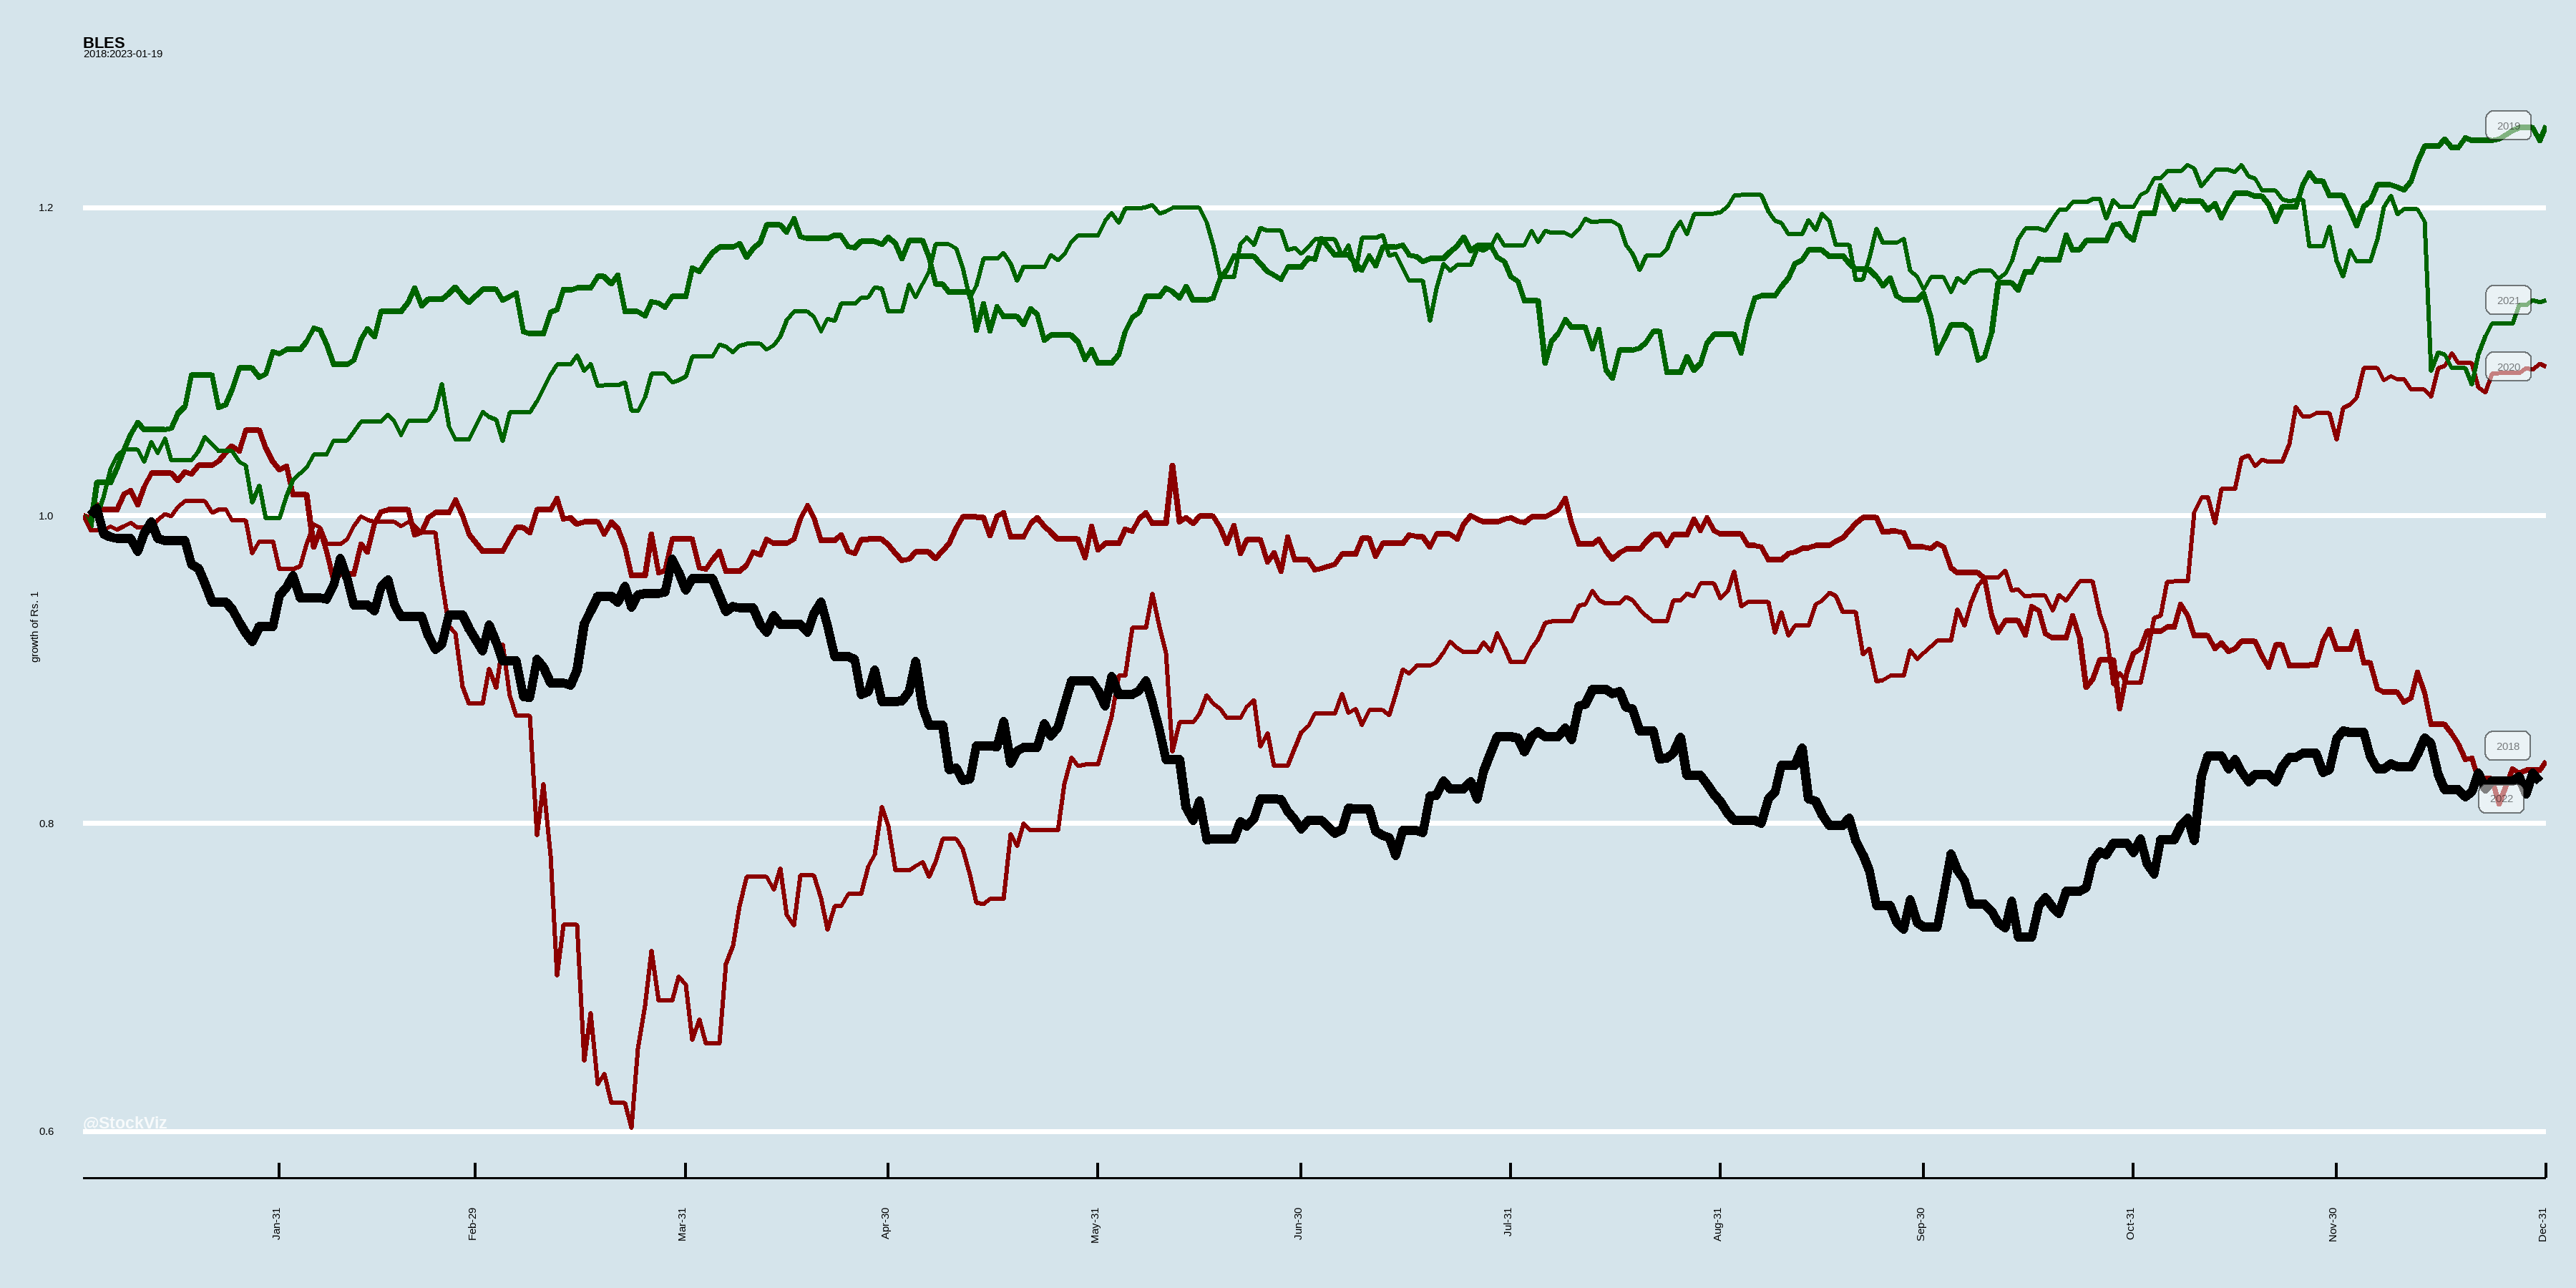 BLES
2018:2023-01-19
2019
1.2
2021
2020
1.0
growth of Rs. 1
2018
2022
0.8
@StockViz
0.6
Jan-31
Feb-29
Mar-31
Apr-30
May-31
Jun-30
Jul-31
Aug-31
Sep-30
Oct-31
Nov-30
Dec-31